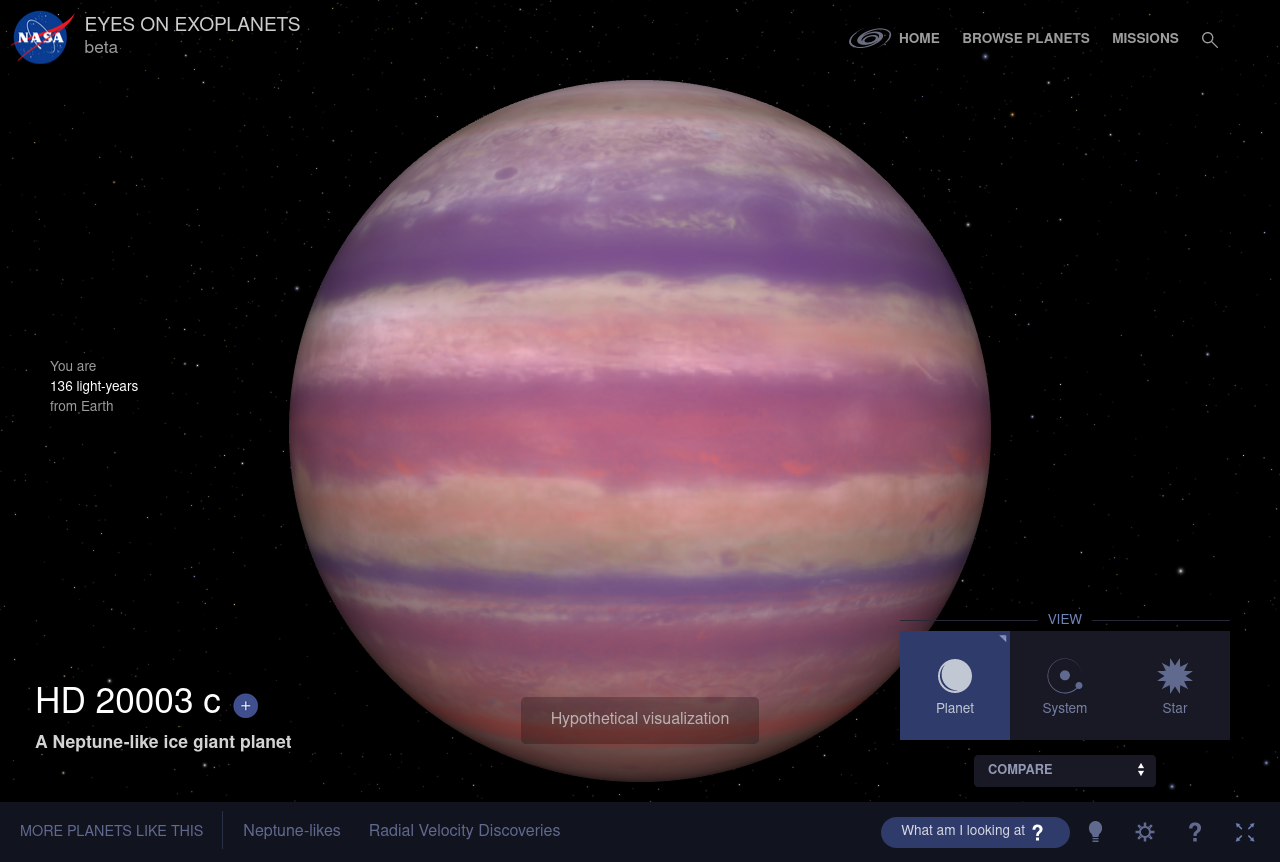 NASA
EYES ON EXOPLANETS
beta
HOME
BROWSE PLANETS
MISSIONS
You are
136 light-years
from Earth
HD 20003 c +
A Neptune-like ice giant planet
Hypothetical visualization
VIEW
Planet
System
Star
COMPARE
MORE PLANETS LIKE THIS
Neptune-likes
Radial Velocity Discoveries
What am I looking at ?
?